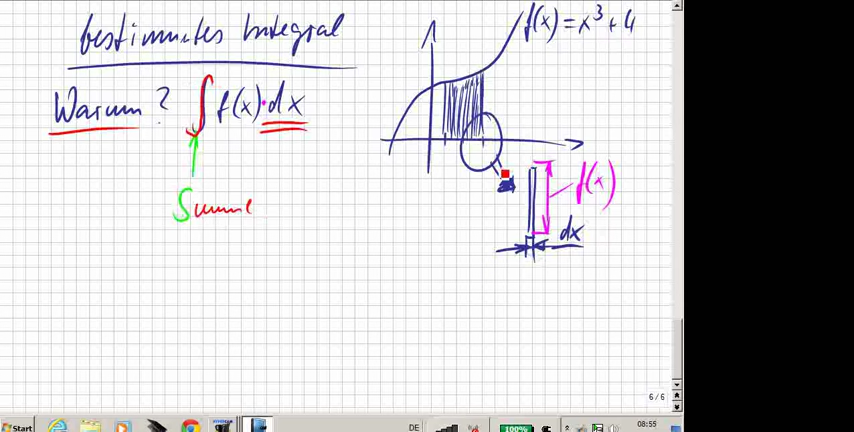 bestimmtes Integral
f(x) = x³ + 4
Warum? ∫ f(x)·dx
Summe
f(x)
dx
6/6
Start
DE
100%
08:55